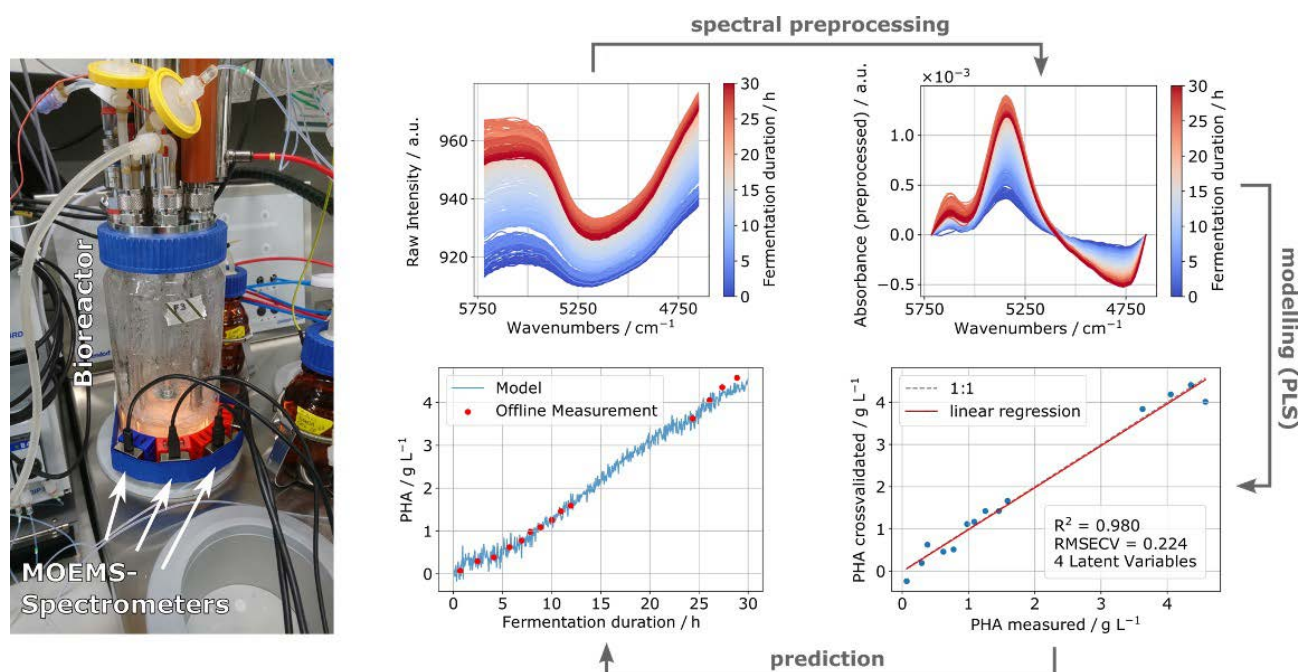 spectral preprocessing
Bioreactor
MOEMS-
Spectrometers
F3
960
940
920
5750
5250
4750
Raw Intensity / a.u.
Wavenumbers / cm⁻¹
30
25
20
15
10
5
0
Fermentation duration / h
×10⁻³
1.0
0.5
0.0
−0.5
5750
5250
4750
Absorbance (preprocessed) / a.u.
Wavenumbers / cm⁻¹
30
25
20
15
10
5
0
Fermentation duration / h
modelling (PLS)
Model
Offline Measurement
4
3
2
1
0
0
5
10
15
20
25
30
PHA / g L⁻¹
Fermentation duration / h
1:1
linear regression
4
3
2
1
0
0
1
2
3
4
PHA crossvalidated / g L⁻¹
PHA measured / g L⁻¹
R² = 0.980
RMSECV = 0.224
4 Latent Variables
prediction